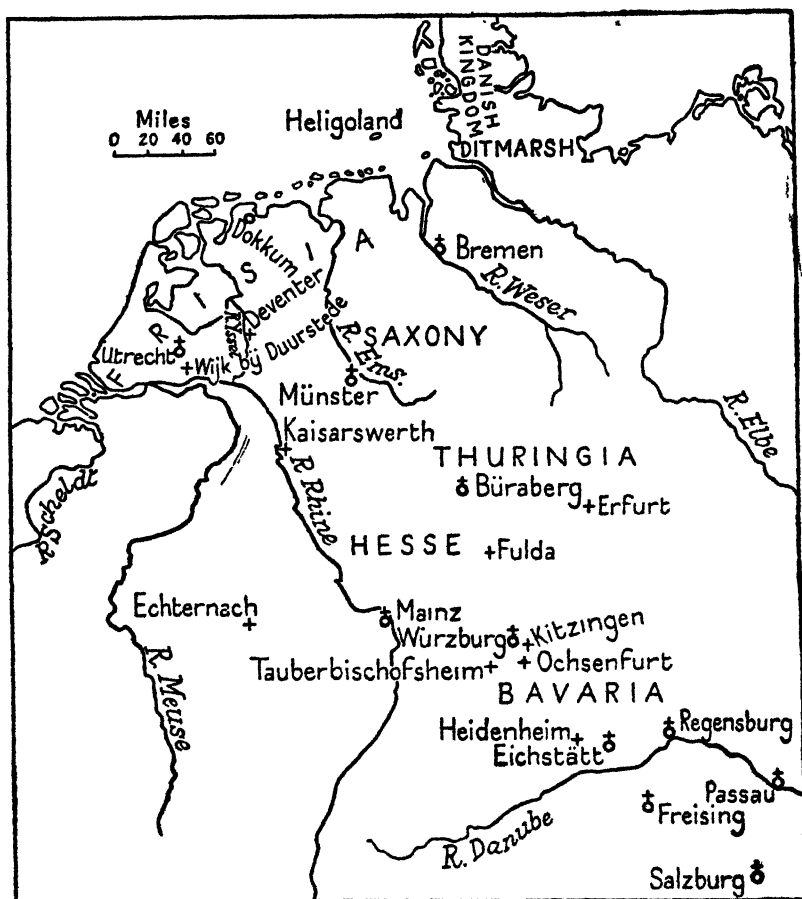 DANISH
KINGDOM
Miles
0 20 40 60
Heligoland
DITMARSH
Dokkum
Bremen
FRISIA
R. Weser
Deventer
R Yssel
Utrecht
Wijk bij Duurstede
R. Ems.
SAXONY
Münster
R. Elbe
Kaisarswerth
THURINGIA
R Scheldt
R Rhine
Büraberg
Erfurt
HESSE
Fulda
Echternach
Mainz
Würzburg
Kitzingen
Tauberbischofsheim
Ochsenfurt
R. Meuse
BAVARIA
Heidenheim
Regensburg
Eichstätt
Passau
Freising
R. Danube
Salzburg